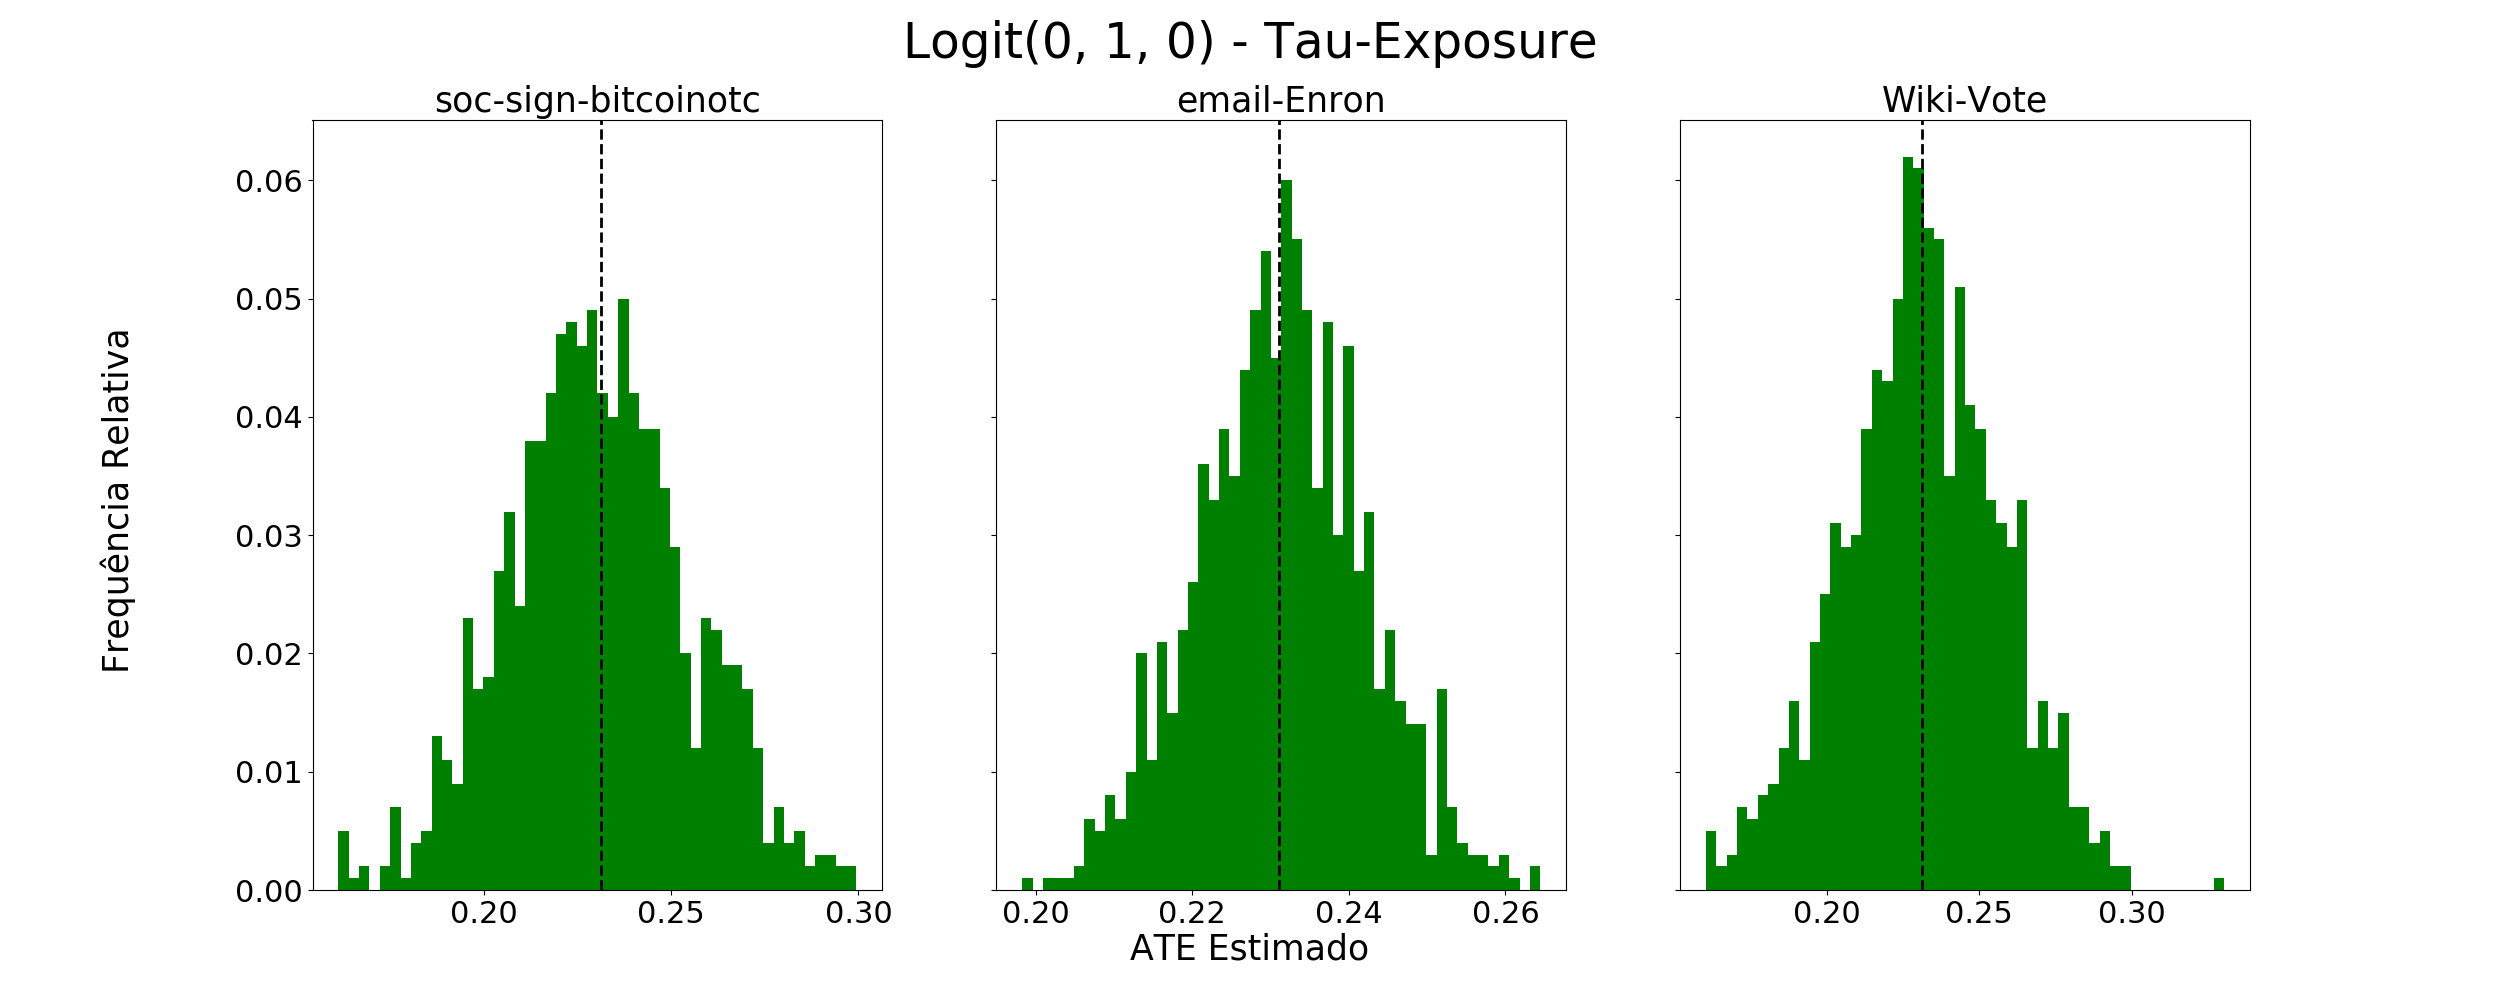 Logit(0, 1, 0) - Tau-Exposure
soc-sign-bitcoinotc
email-Enron
Wiki-Vote
Frequência Relativa
0.06
0.05
0.04
0.03
0.02
0.01
0.00
0.20 0.25 0.30
0.20 0.22 0.24 0.26
0.20 0.25 0.30
ATE Estimado